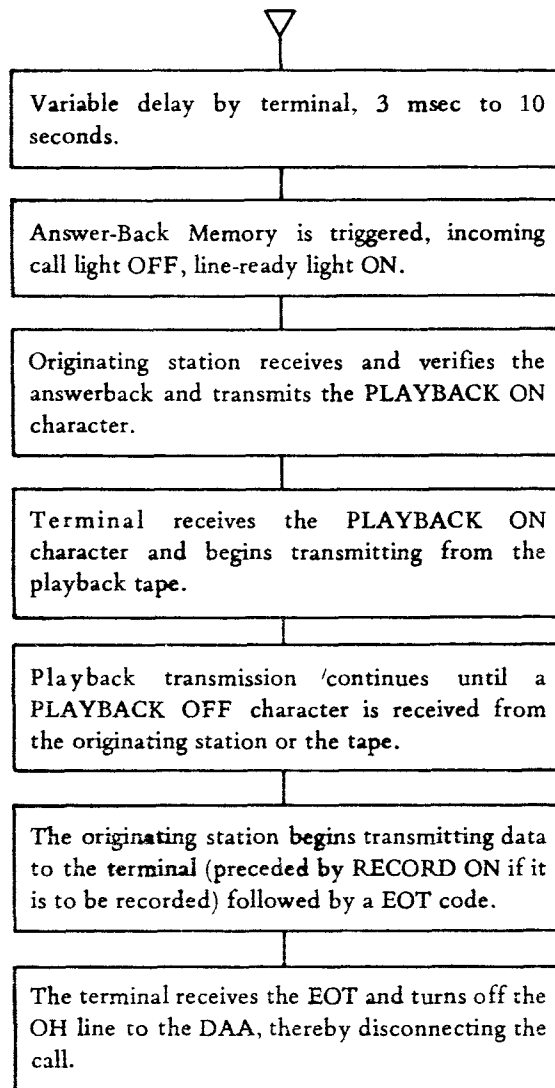 Variable delay by terminal, 3 msec to 10
seconds.
Answer-Back Memory is triggered, incoming
call light OFF, line-ready light ON.
Originating station receives and verifies the
answerback and transmits the PLAYBACK ON
character.
Terminal receives the PLAYBACK ON
character and begins transmitting from the
playback tape.
Playback transmission continues until a
PLAYBACK OFF character is received from
the originating station or the tape.
The originating station begins transmitting data
to the terminal (preceded by RECORD ON if it
is to be recorded) followed by a EOT code.
The terminal receives the EOT and turns off the
OH line to the DAA, thereby disconnecting the
call.